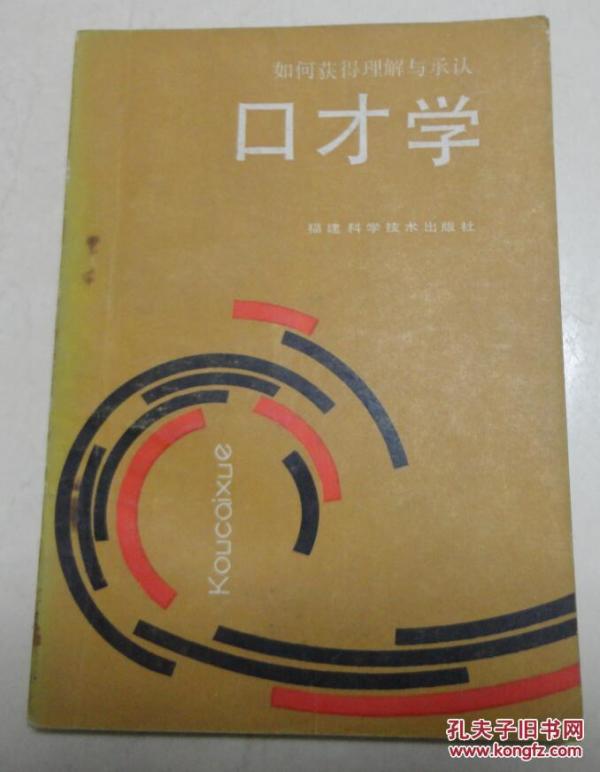 如何获得理解与承认
口才学
福建科学技术出版社
Koucaixue
孔夫子旧书网
www.kongfz.com